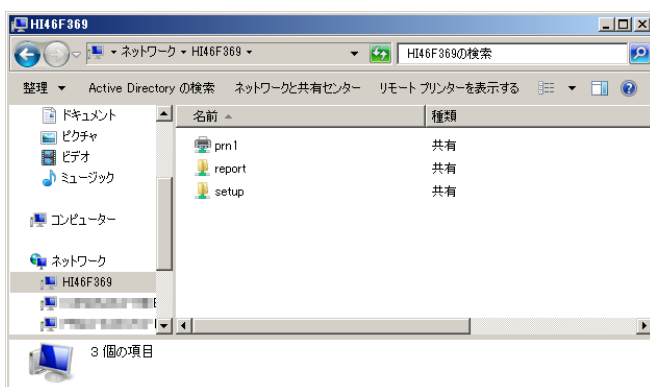 HI46F369
ネットワーク HI46F369
HI46F369の検索
整理 Active Directory の検索 ネットワークと共有センター リモート プリンターを表示する
ドキュメント
ピクチャ
ビデオ
ミュージック
コンピューター
ネットワーク
HI46F369
名前 種類
prn1 共有
report 共有
setup 共有
3 個の項目